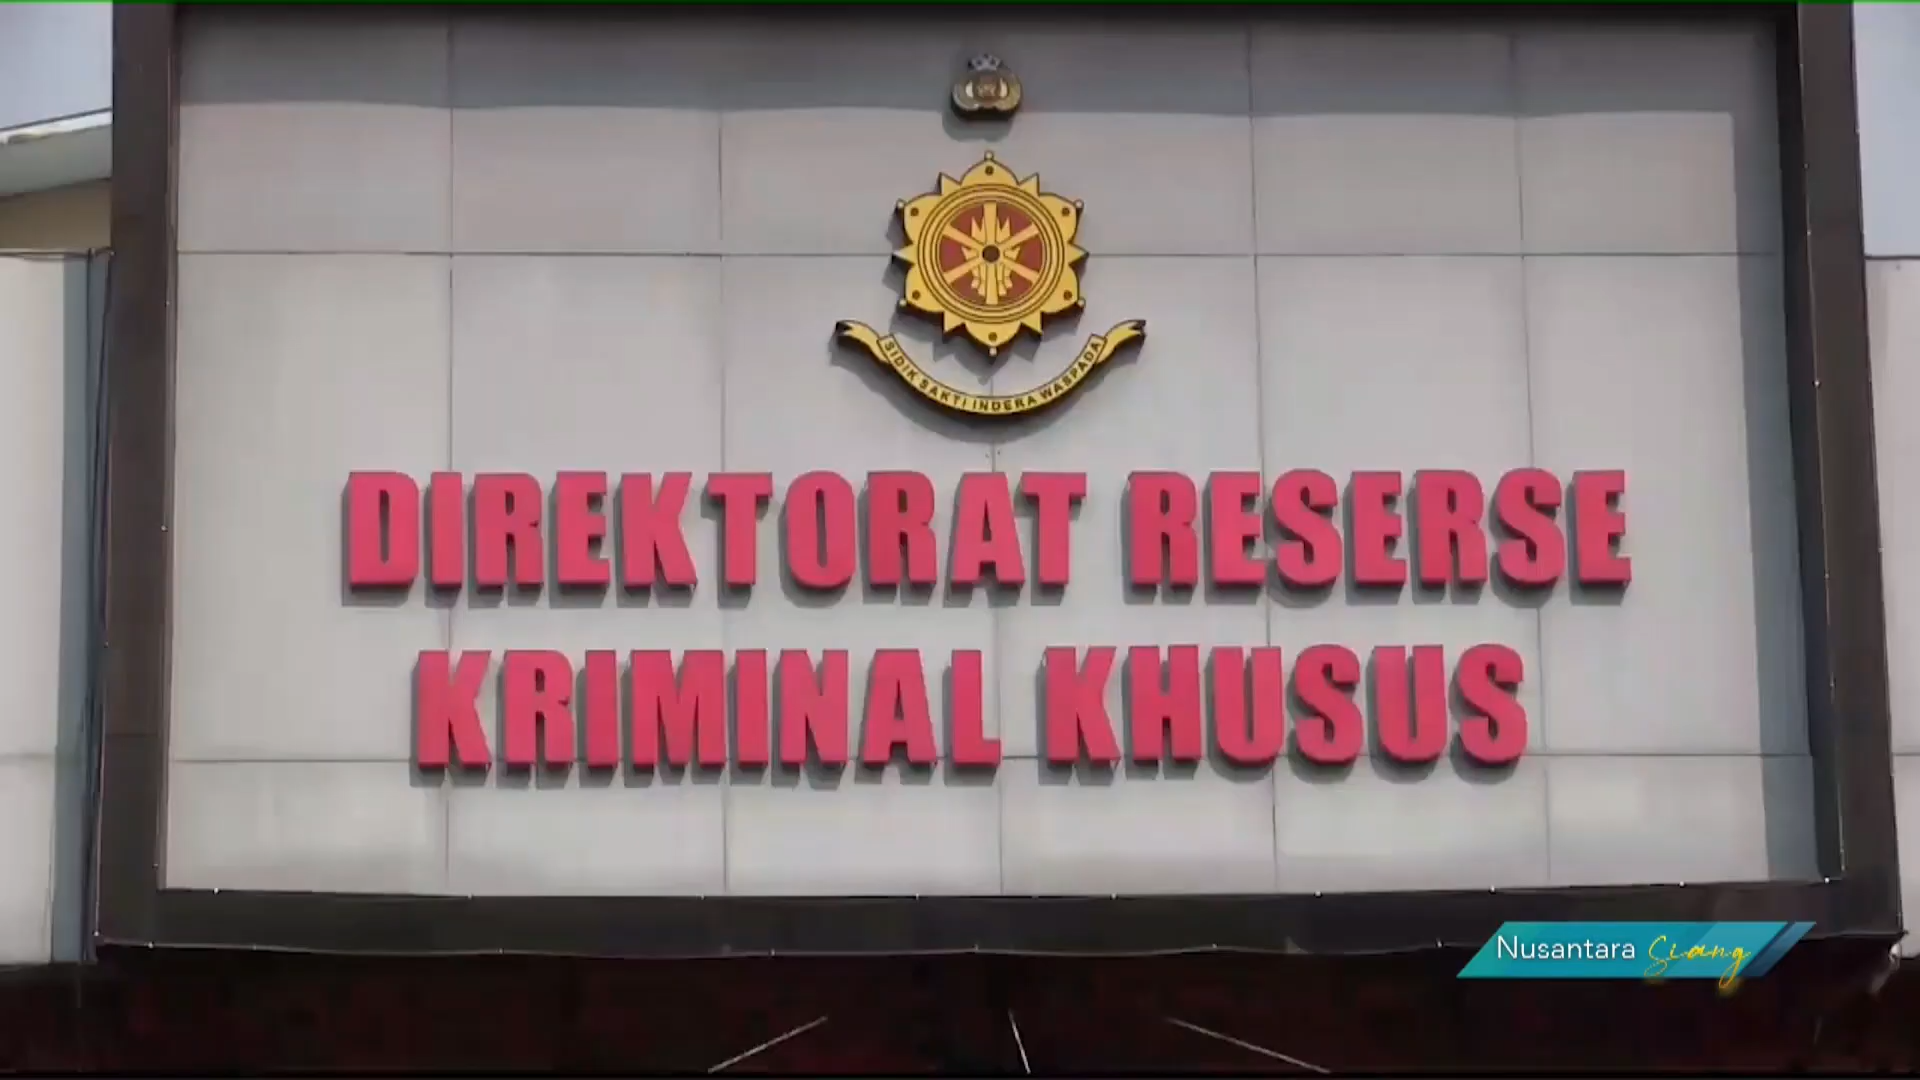 SIDIK SAKTI INDERA WASPADA
DIREKTORAT RESERSE
KRIMINAL KHUSUS
Nusantara Siang